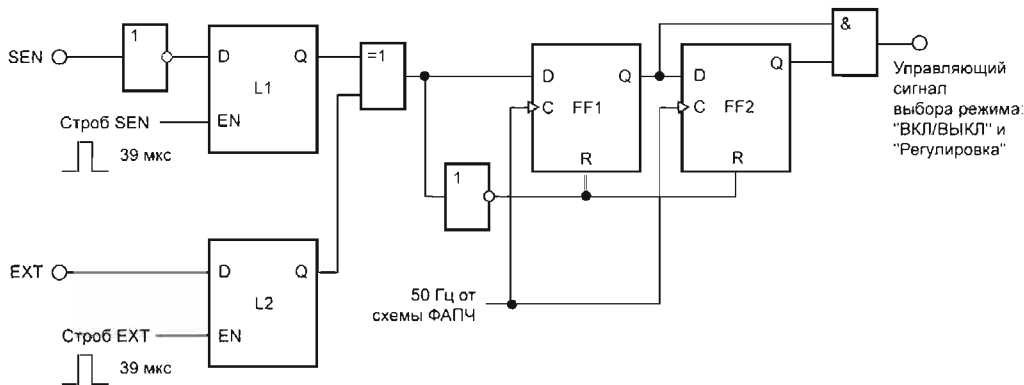 SEN
1
D
Q
L1
EN
Строб SEN
39 мкс
=1
D
Q
C
FF1
R
D
Q
C
FF2
R
&
Управляющий
сигнал
выбора режима:
"ВКЛ/ВЫКЛ" и
"Регулировка"
1
EXT
D
Q
L2
EN
Строб EXT
39 мкс
50 Гц от
схемы ФАПЧ